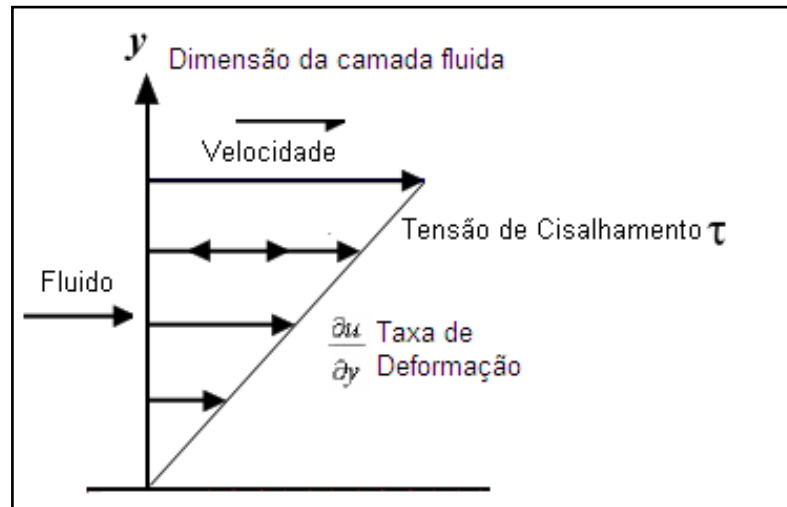 y
Dimensão da camada fluida
Velocidade
Tensão de Cisalhamento τ
Fluido
∂u
∂y
Taxa de
Deformação